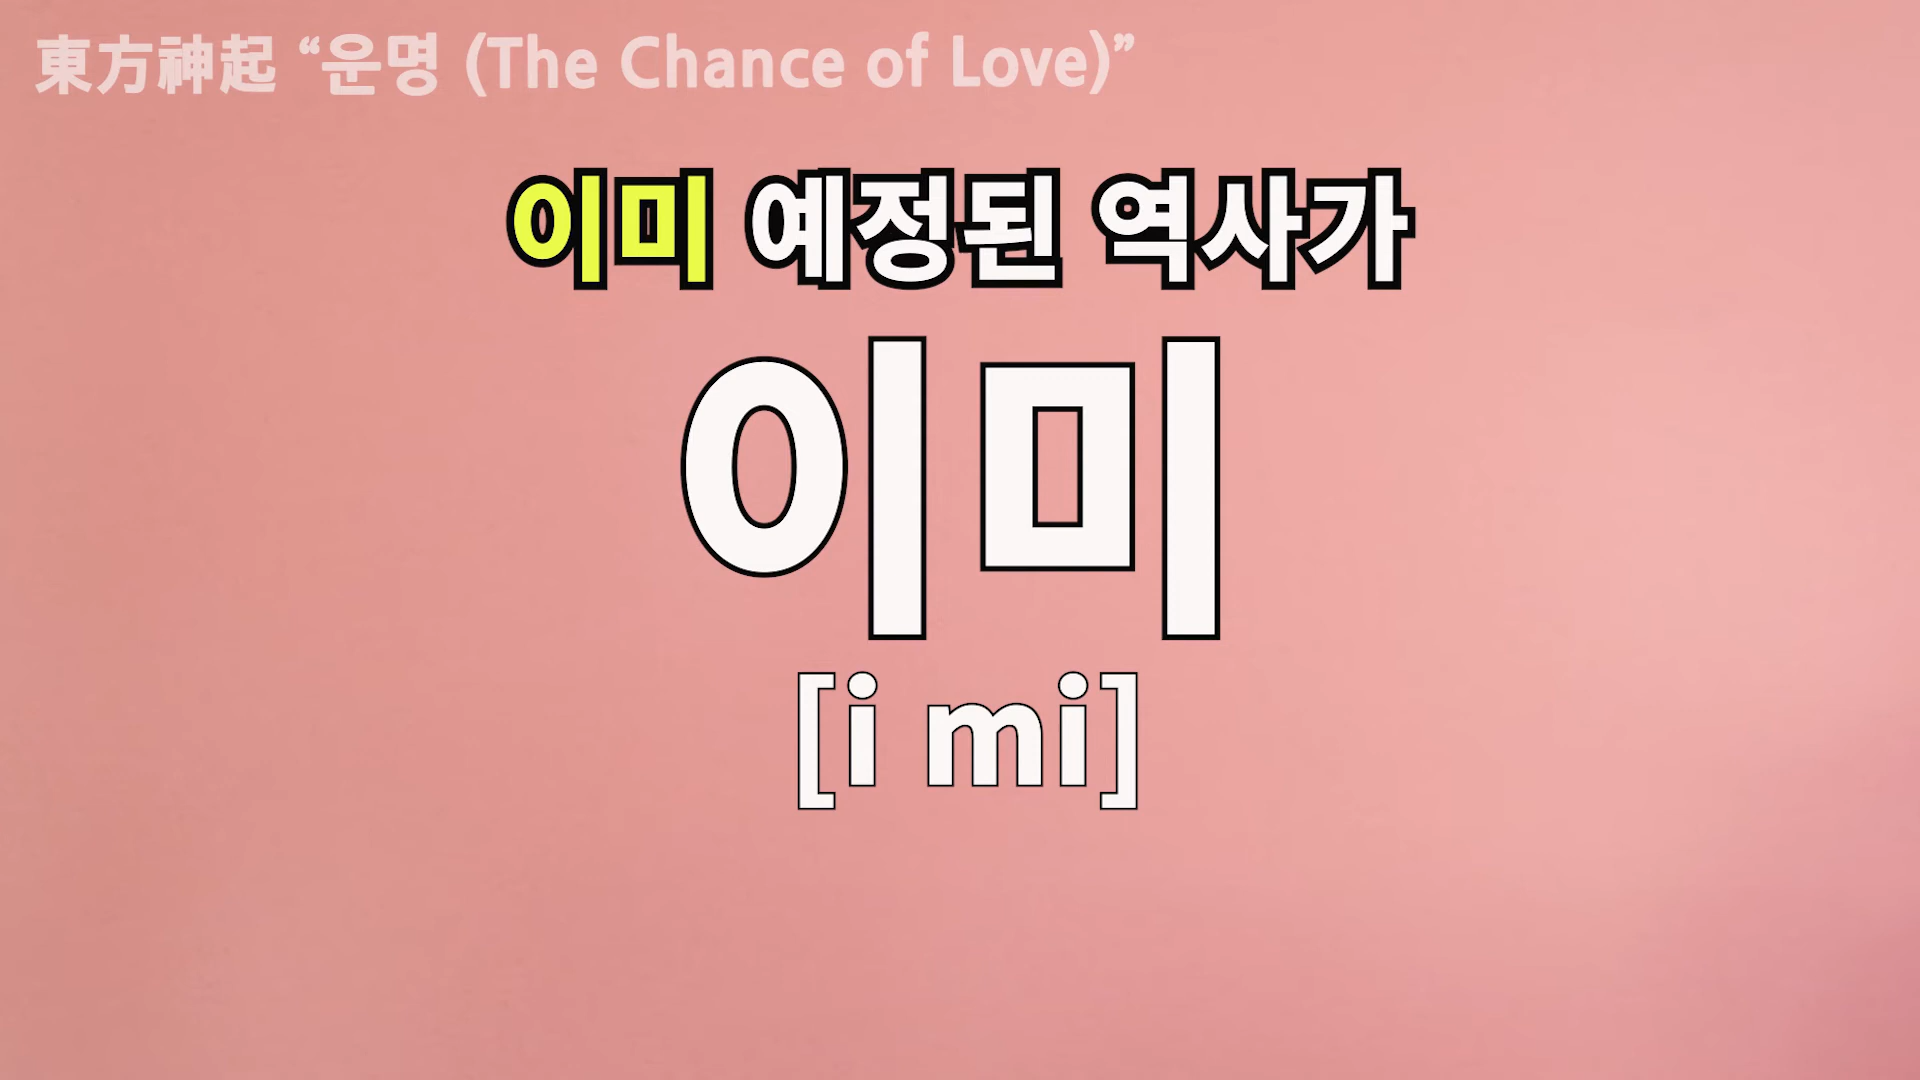 東方神起 “운명 (The Chance of Love)”
이미 예정된 역사가
이미
[i mi]